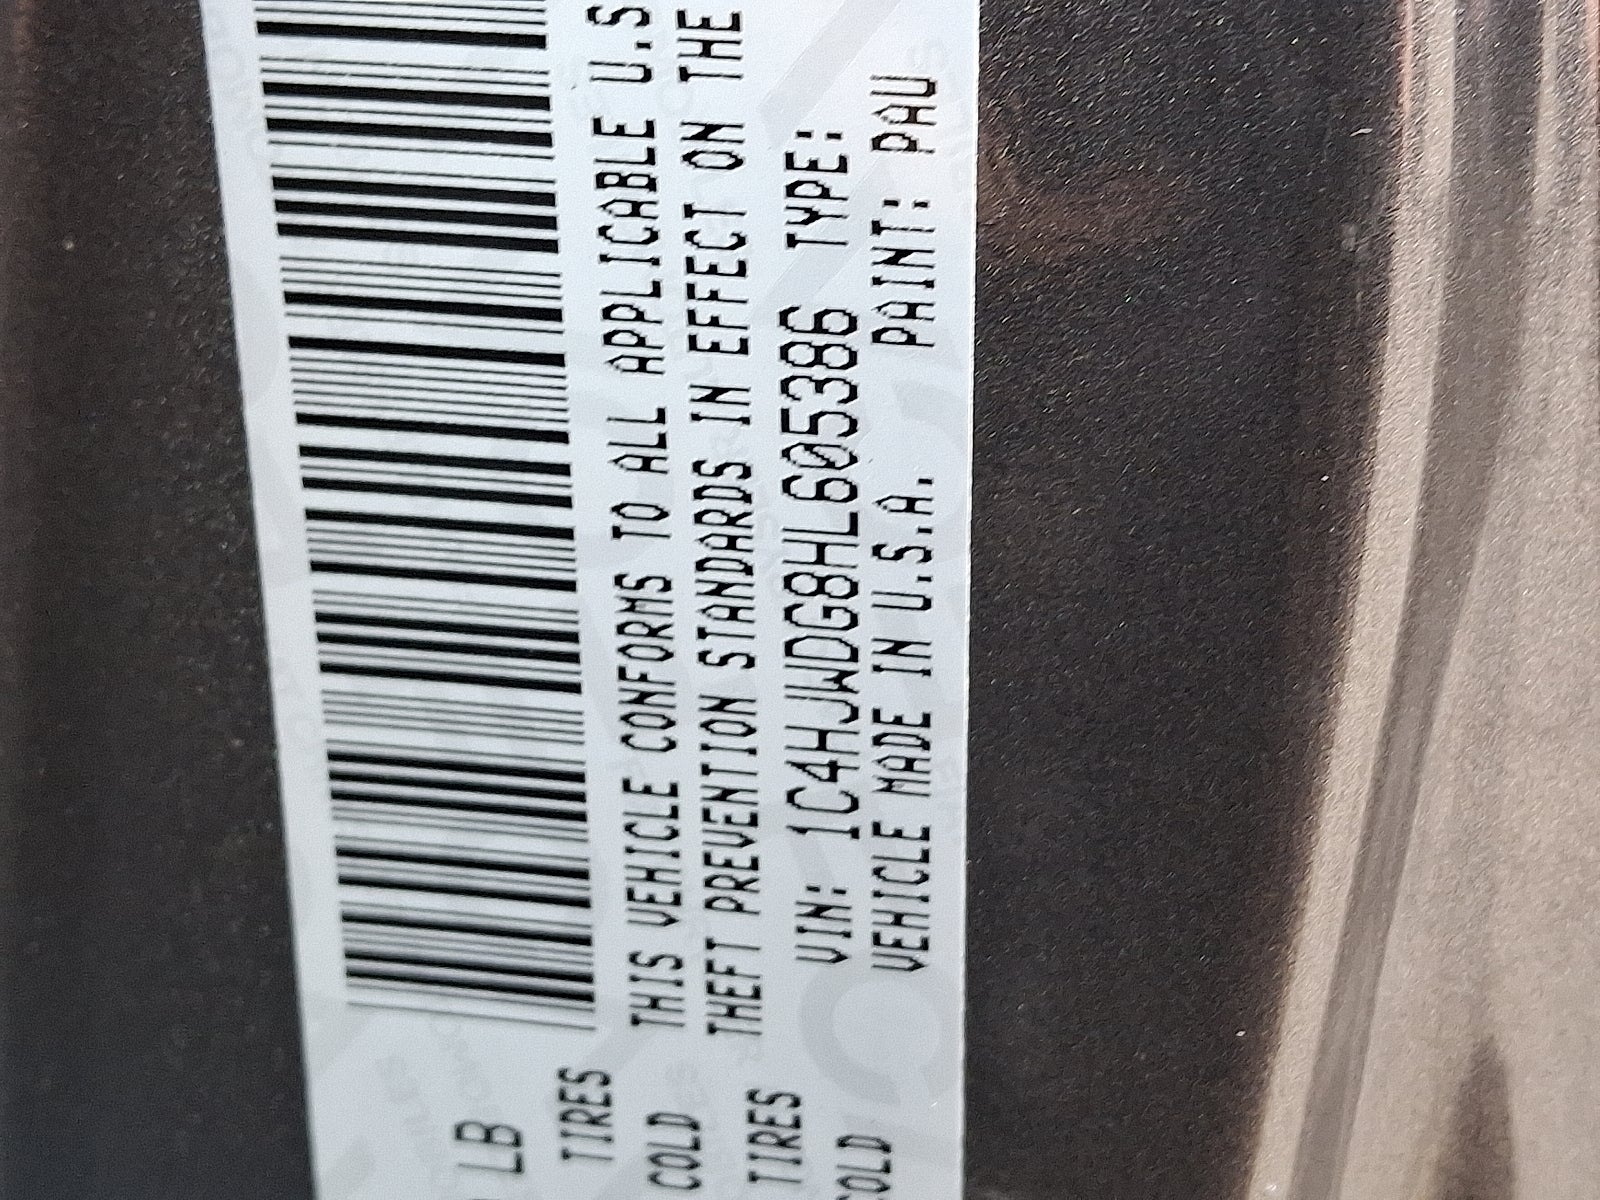 LB
TIRES
COLD
TIRES
COLD
THIS VEHICLE CONFORMS TO ALL APPLICABLE U.S
THEFT PREVENTION STANDARDS IN EFFECT ON THE
VIN: 1C4HJWDG8HL605386 TYPE:
VEHICLE MADE IN U.S.A. PAINT: PAU